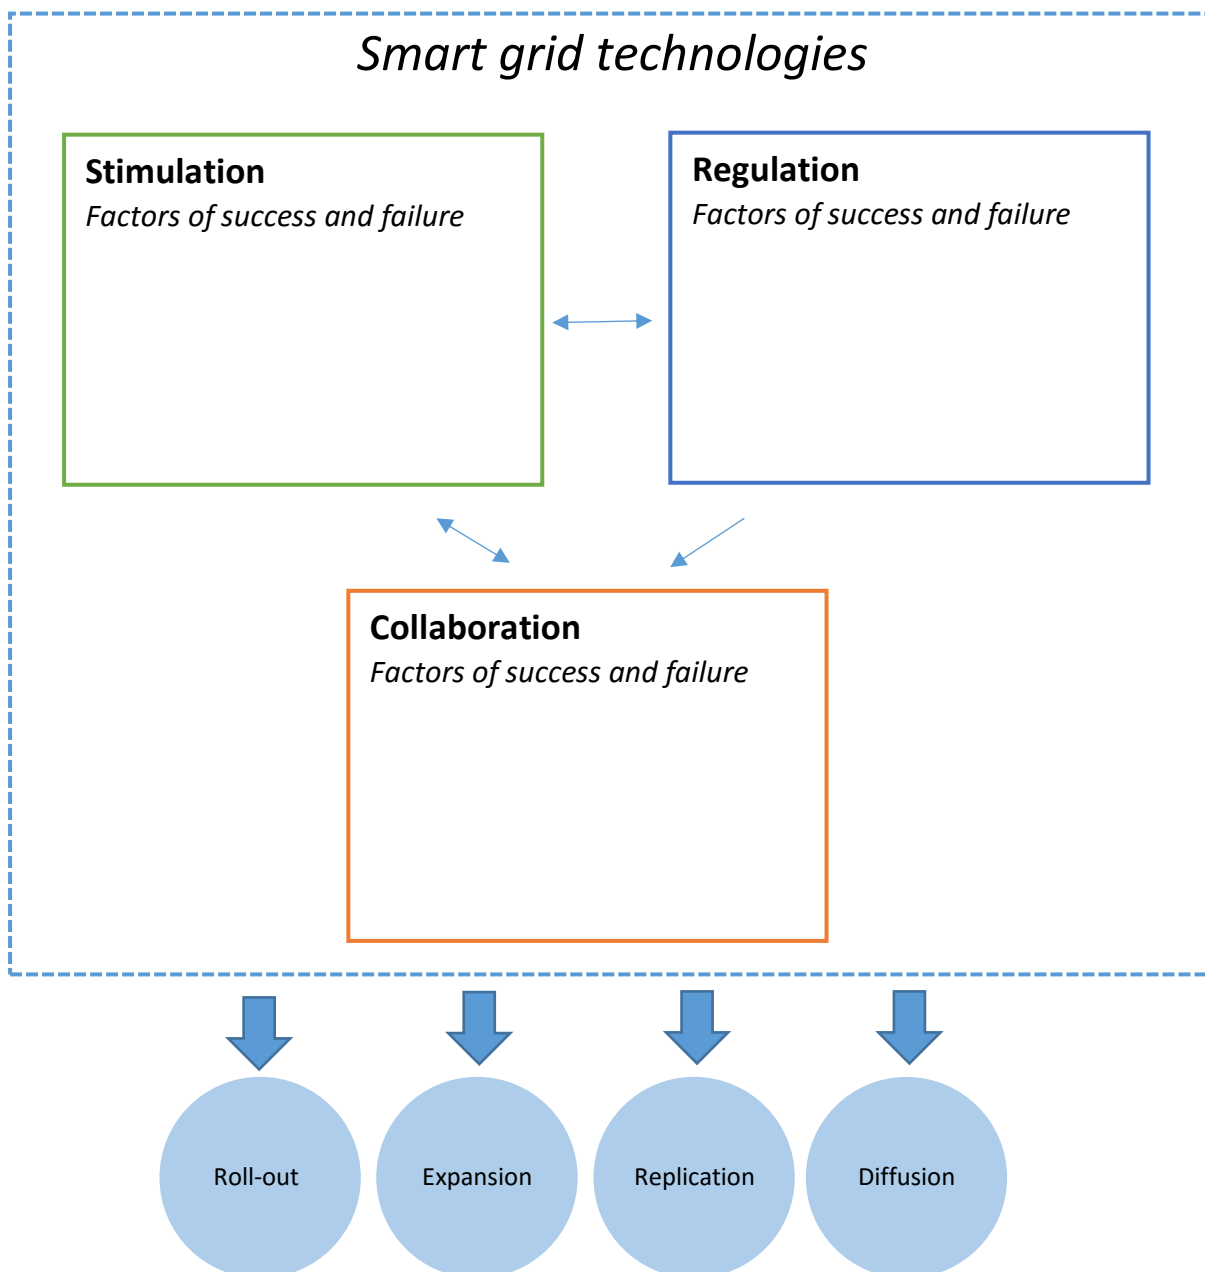 Smart grid technologies
Stimulation
Factors of success and failure
Regulation
Factors of success and failure
Collaboration
Factors of success and failure
Roll-out
Expansion
Replication
Diffusion